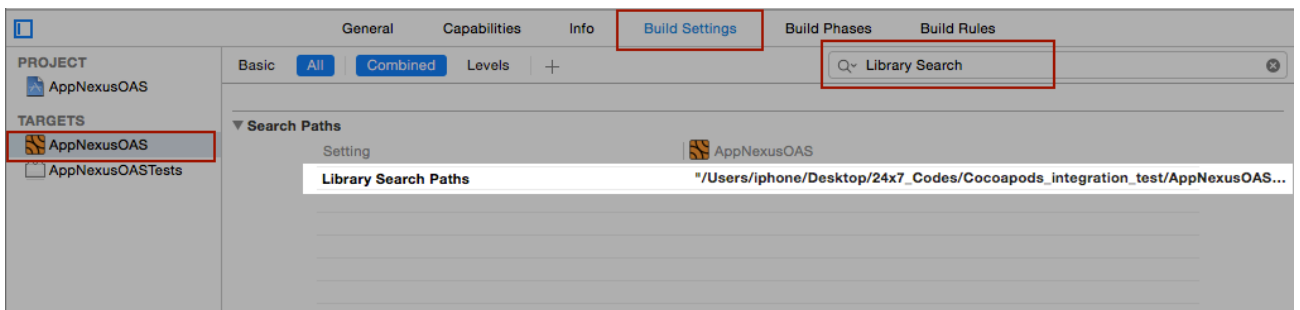 General Capabilities Info Build Settings Build Phases Build Rules
PROJECT
AppNexusOAS
TARGETS
AppNexusOAS
AppNexusOASTests
Basic All Combined Levels + Library Search
Search Paths
Setting AppNexusOAS
Library Search Paths "/Users/iphone/Desktop/24x7_Codes/Cocoapods_integration_test/AppNexusOAS...